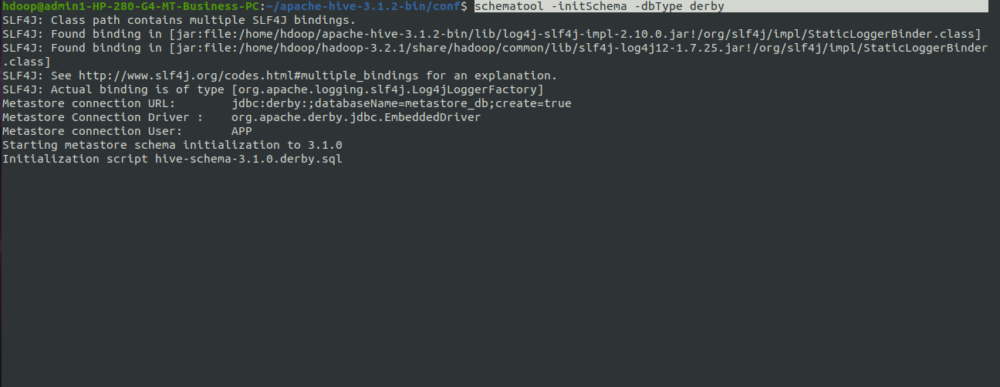 hdoop@admin1-HP-280-G4-MT-Business-PC:~/apache-hive-3.1.2-bin/conf$ schematool -initSchema -dbType derby
SLF4J: Class path contains multiple SLF4J bindings.
SLF4J: Found binding in [jar:file:/home/hdoop/apache-hive-3.1.2-bin/lib/log4j-slf4j-impl-2.10.0.jar!/org/slf4j/impl/StaticLoggerBinder.class]
SLF4J: Found binding in [jar:file:/home/hdoop/hadoop-3.2.1/share/hadoop/common/lib/slf4j-log4j12-1.7.25.jar!/org/slf4j/impl/StaticLoggerBinder
.class]
SLF4J: See http://www.slf4j.org/codes.html#multiple_bindings for an explanation.
SLF4J: Actual binding is of type [org.apache.logging.slf4j.Log4jLoggerFactory]
Metastore connection URL:        jdbc:derby:;databaseName=metastore_db;create=true
Metastore Connection Driver :    org.apache.derby.jdbc.EmbeddedDriver
Metastore connection User:       APP
Starting metastore schema initialization to 3.1.0
Initialization script hive-schema-3.1.0.derby.sql